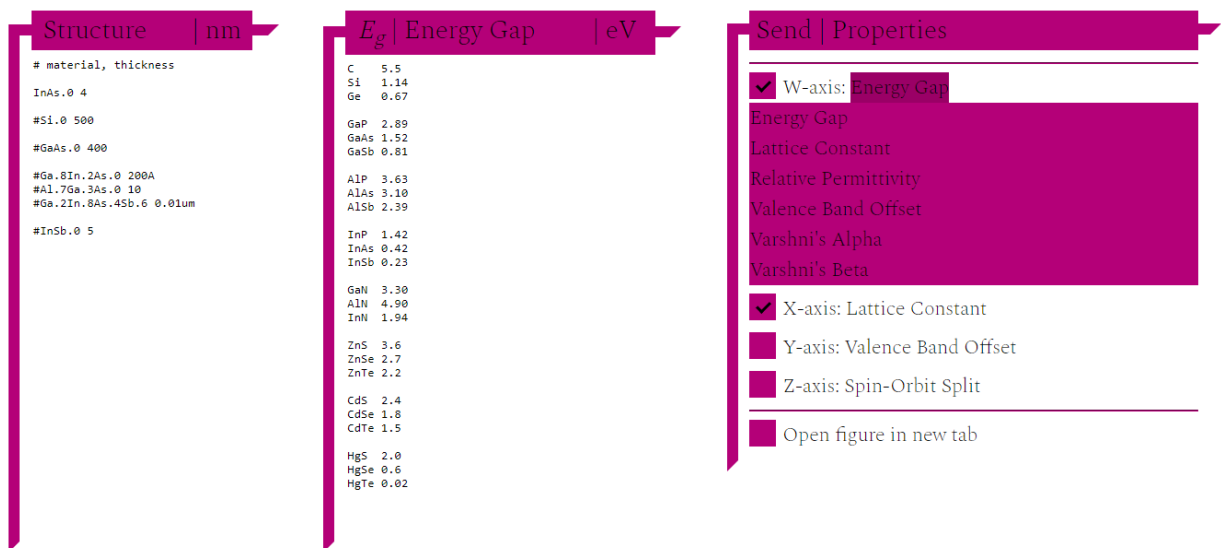 Structure | nm
# material, thickness
InAs.0 4
#Si.0 500
#GaAs.0 400
#Ga.8In.2As.0 200A
#Al.7Ga.3As.0 10
#Ga.2In.8As.4Sb.6 0.01um
#InSb.0 5
Eg | Energy Gap | eV
C 5.5
Si 1.14
Ge 0.67
GaP 2.89
GaAs 1.52
GaSb 0.81
AlP 3.63
AlAs 3.10
AlSb 2.39
InP 1.42
InAs 0.42
InSb 0.23
GaN 3.30
AlN 4.90
InN 1.94
ZnS 3.6
ZnSe 2.7
ZnTe 2.2
CdS 2.4
CdSe 1.8
CdTe 1.5
HgS 2.0
HgSe 0.6
HgTe 0.02
Send | Properties
W-axis: Energy Gap
Energy Gap
Lattice Constant
Relative Permittivity
Valence Band Offset
Varshni's Alpha
Varshni's Beta
X-axis: Lattice Constant
Y-axis: Valence Band Offset
Z-axis: Spin-Orbit Split
Open figure in new tab